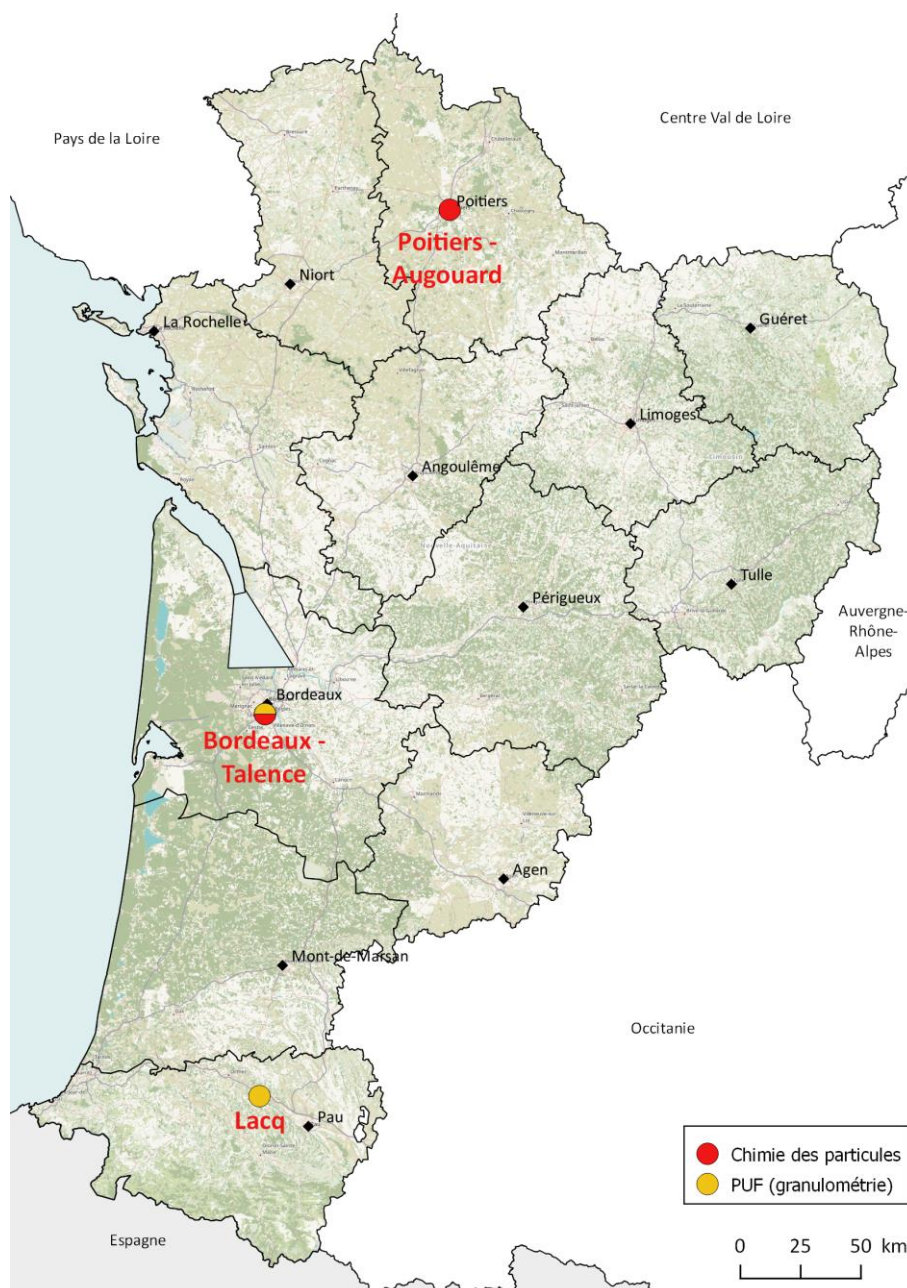 Pays de la Loire
Centre Val de Loire
Poitiers
Poitiers -
Augouard
Niort
La Rochelle
Guéret
Limoges
Angoulême
Nouvelle-Aquitaine
Tulle
Périgueux
Auvergne-
Rhône-
Alpes
Bordeaux
Bordeaux -
Talence
Agen
Mont-de-Marsan
Occitanie
Lacq
Pau
Chimie des particules
PUF (granulométrie)
Espagne
0 25 50 km